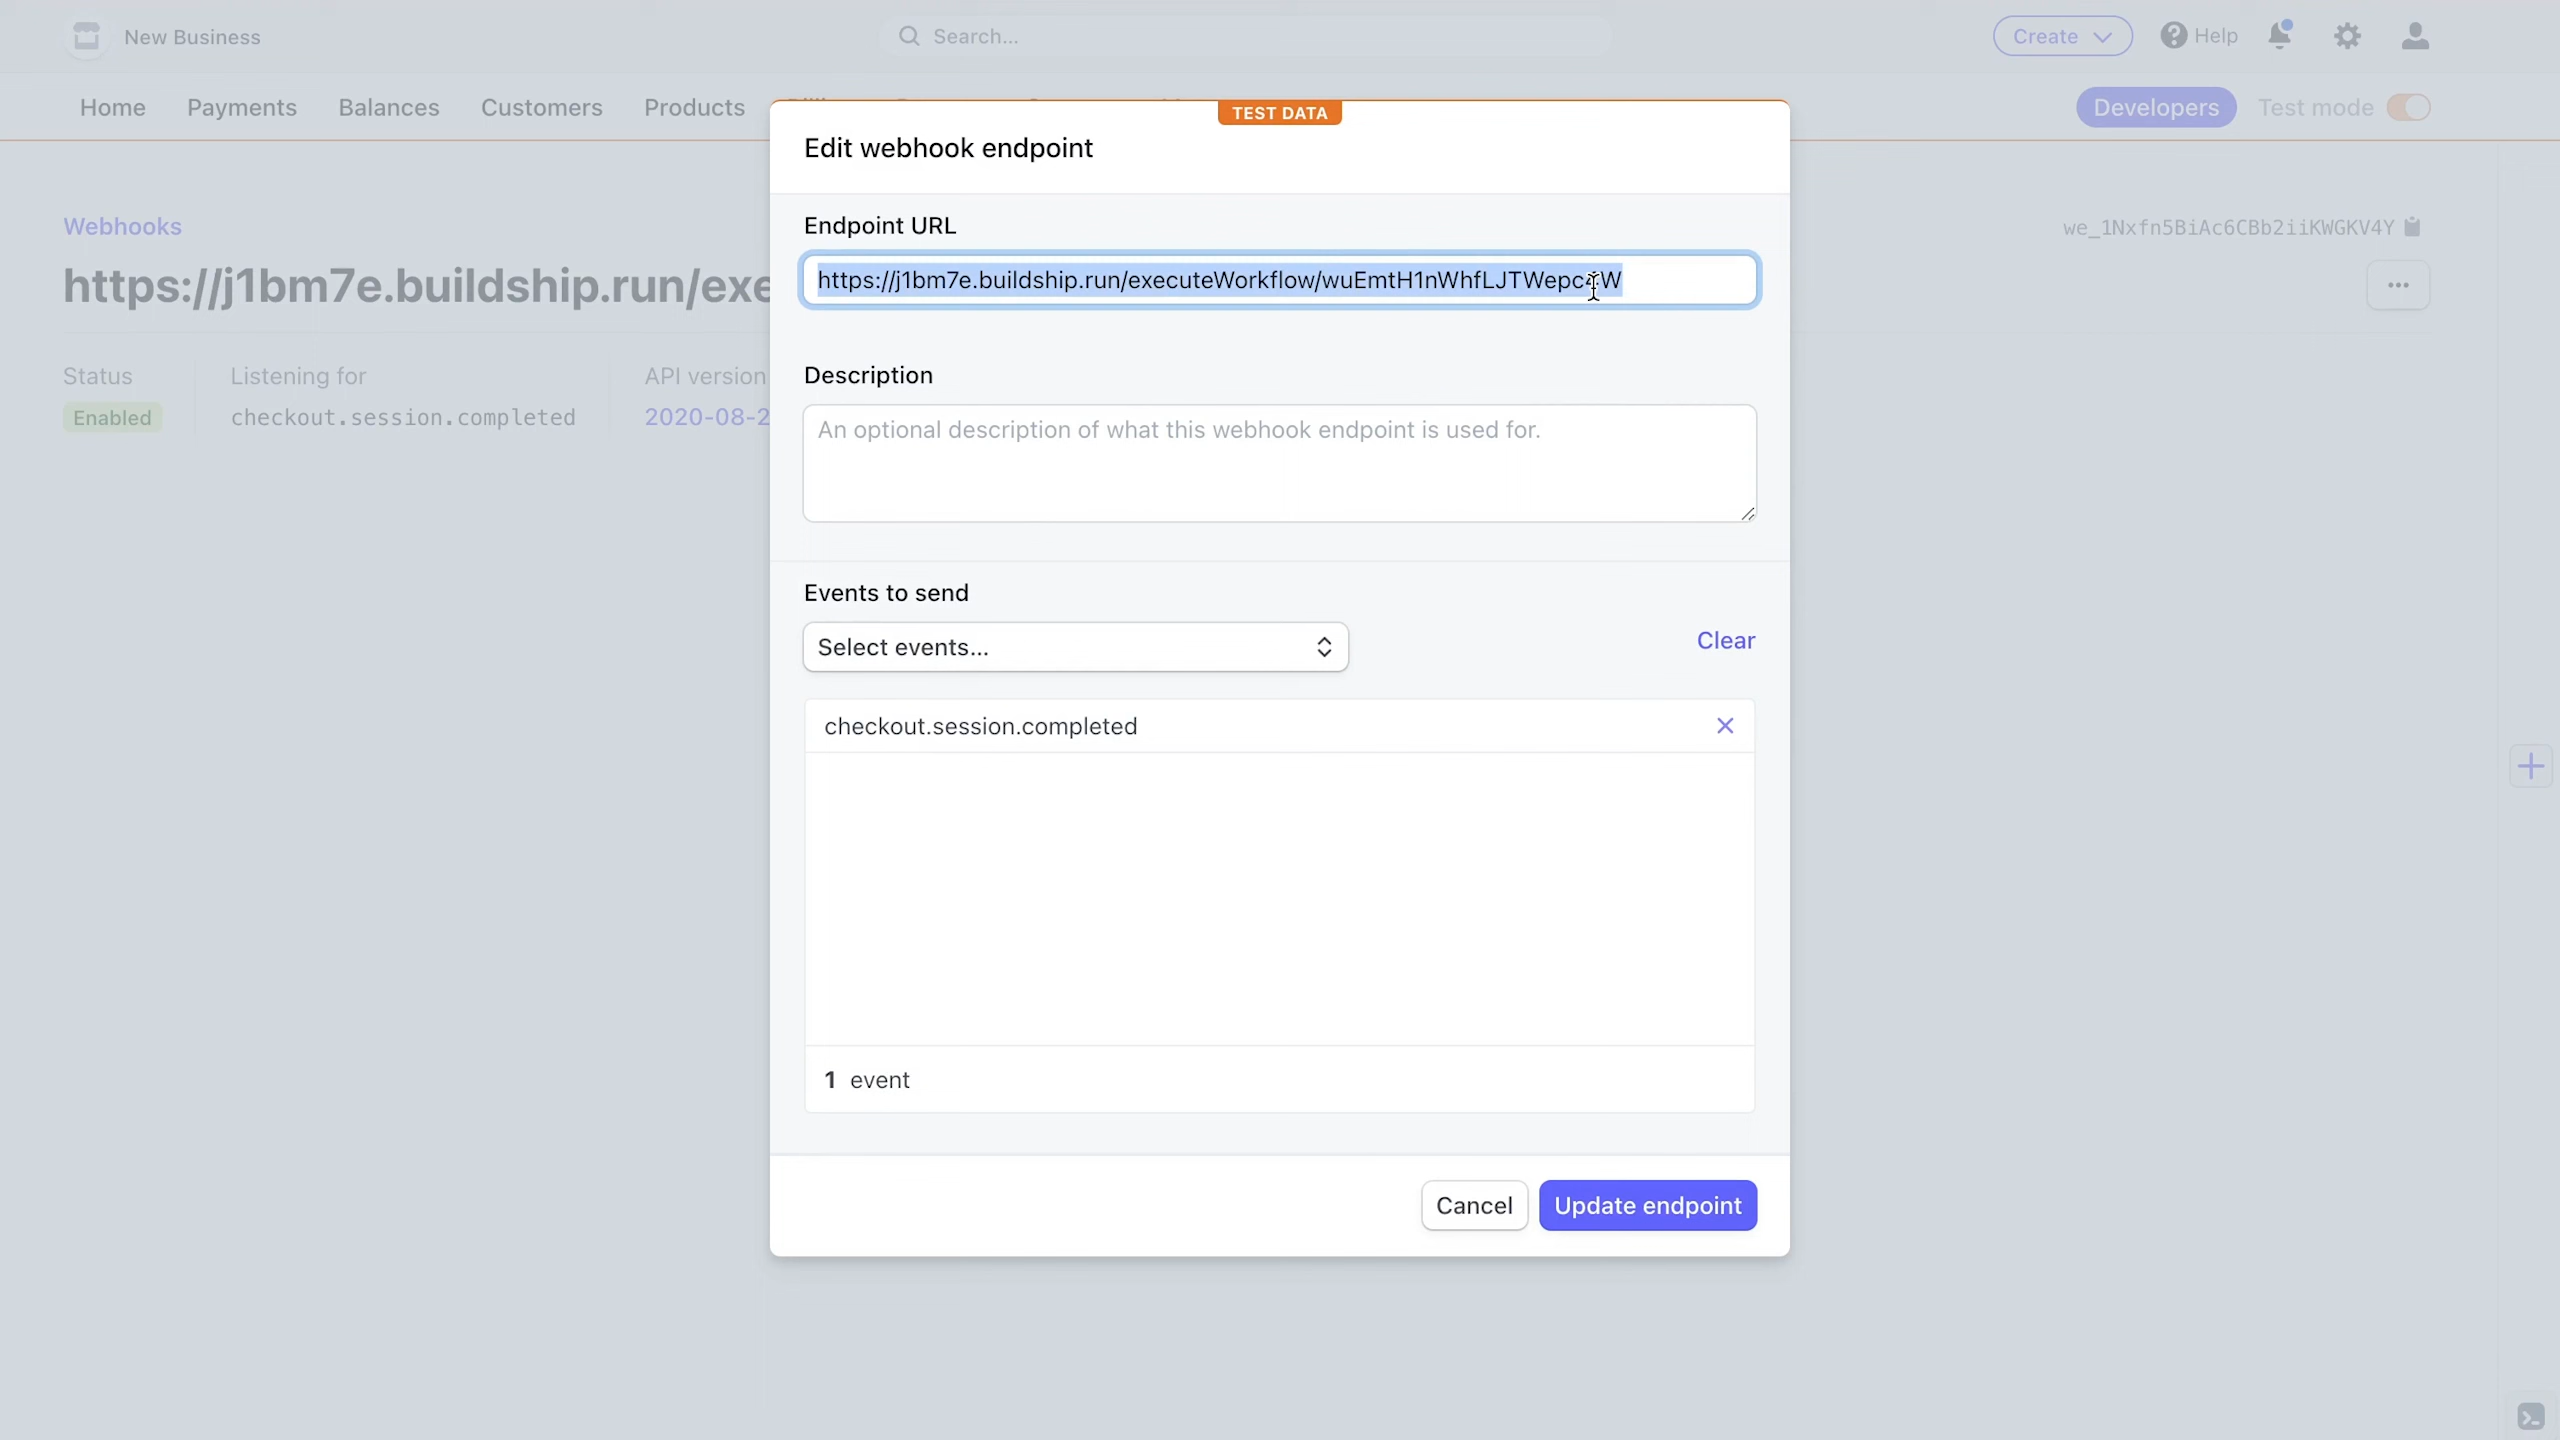 New Business
Search...
Create
Help
Home
Payments
Balances
Customers
Products
Developers
Test mode
TEST DATA
Edit webhook endpoint
Webhooks
we_1Nxfn5BiAc6CBb2iiKWGKV4Y
https://j1bm7e.buildship.run/exe
Endpoint URL
https://j1bm7e.buildship.run/executeWorkflow/
Status
Listening for
API version
Enabled
checkout.session.completed
2020-08-2
Description
An optional description of what this webhook endpoint is used for.
Events to send
Select events...
Clear
checkout.session.completed
1 event
Cancel
Update endpoint